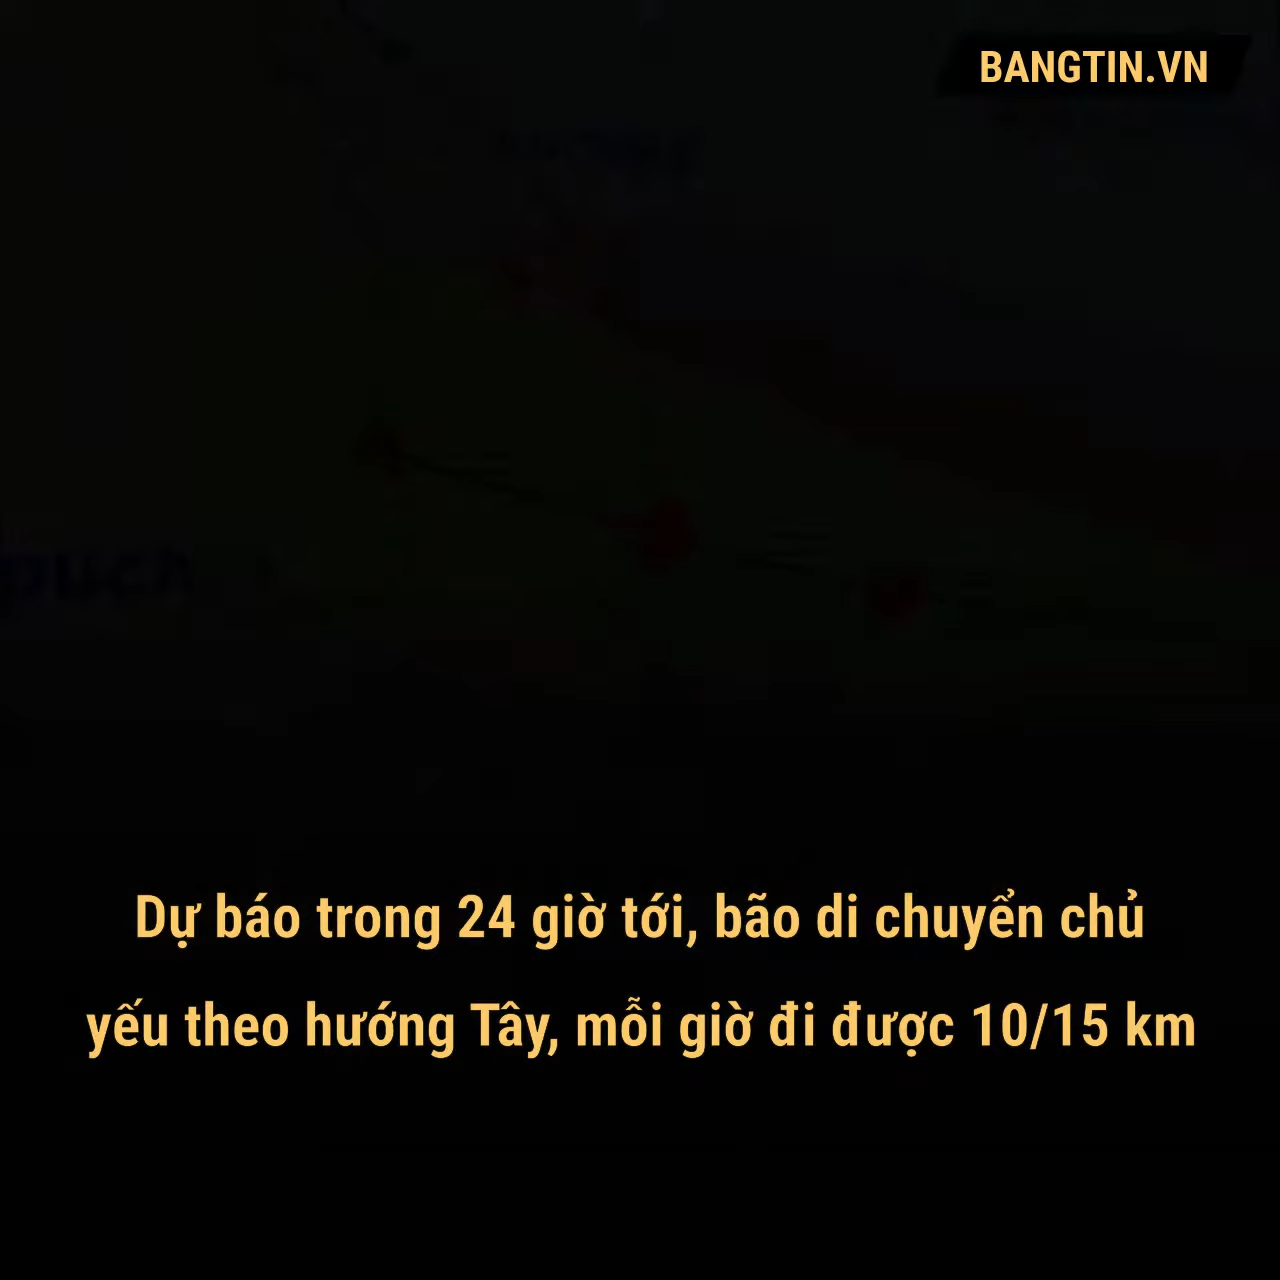 BANGTIN.VN
puch
Dự báo trong 24 giờ tới, bão di chuyển chủ
yếu theo hướng Tây, mỗi giờ đi được 10/15 km